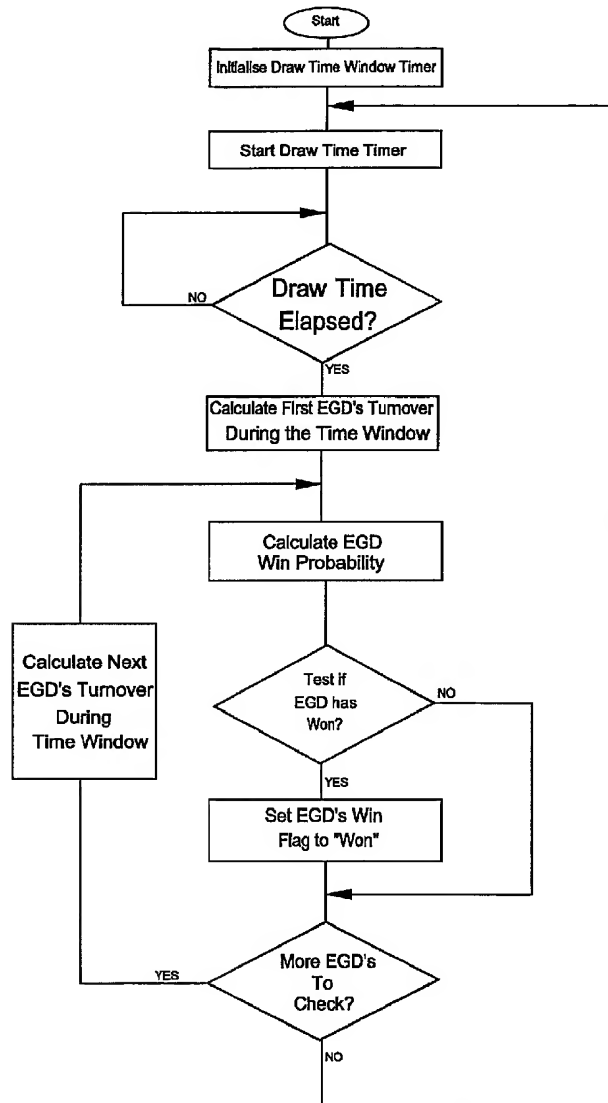 Start
Initialise Draw Time Window Timer
Start Draw Time Timer
Draw Time
Elapsed?
NO
YES
Calculate First EGD's Turnover
During the Time Window
Calculate EGD
Win Probability
Calculate Next
EGD's Turnover
During
Time Window
Test if
EGD has
Won?
NO
YES
Set EGD's Win
Flag to "Won"
More EGD's
To
Check?
YES
NO